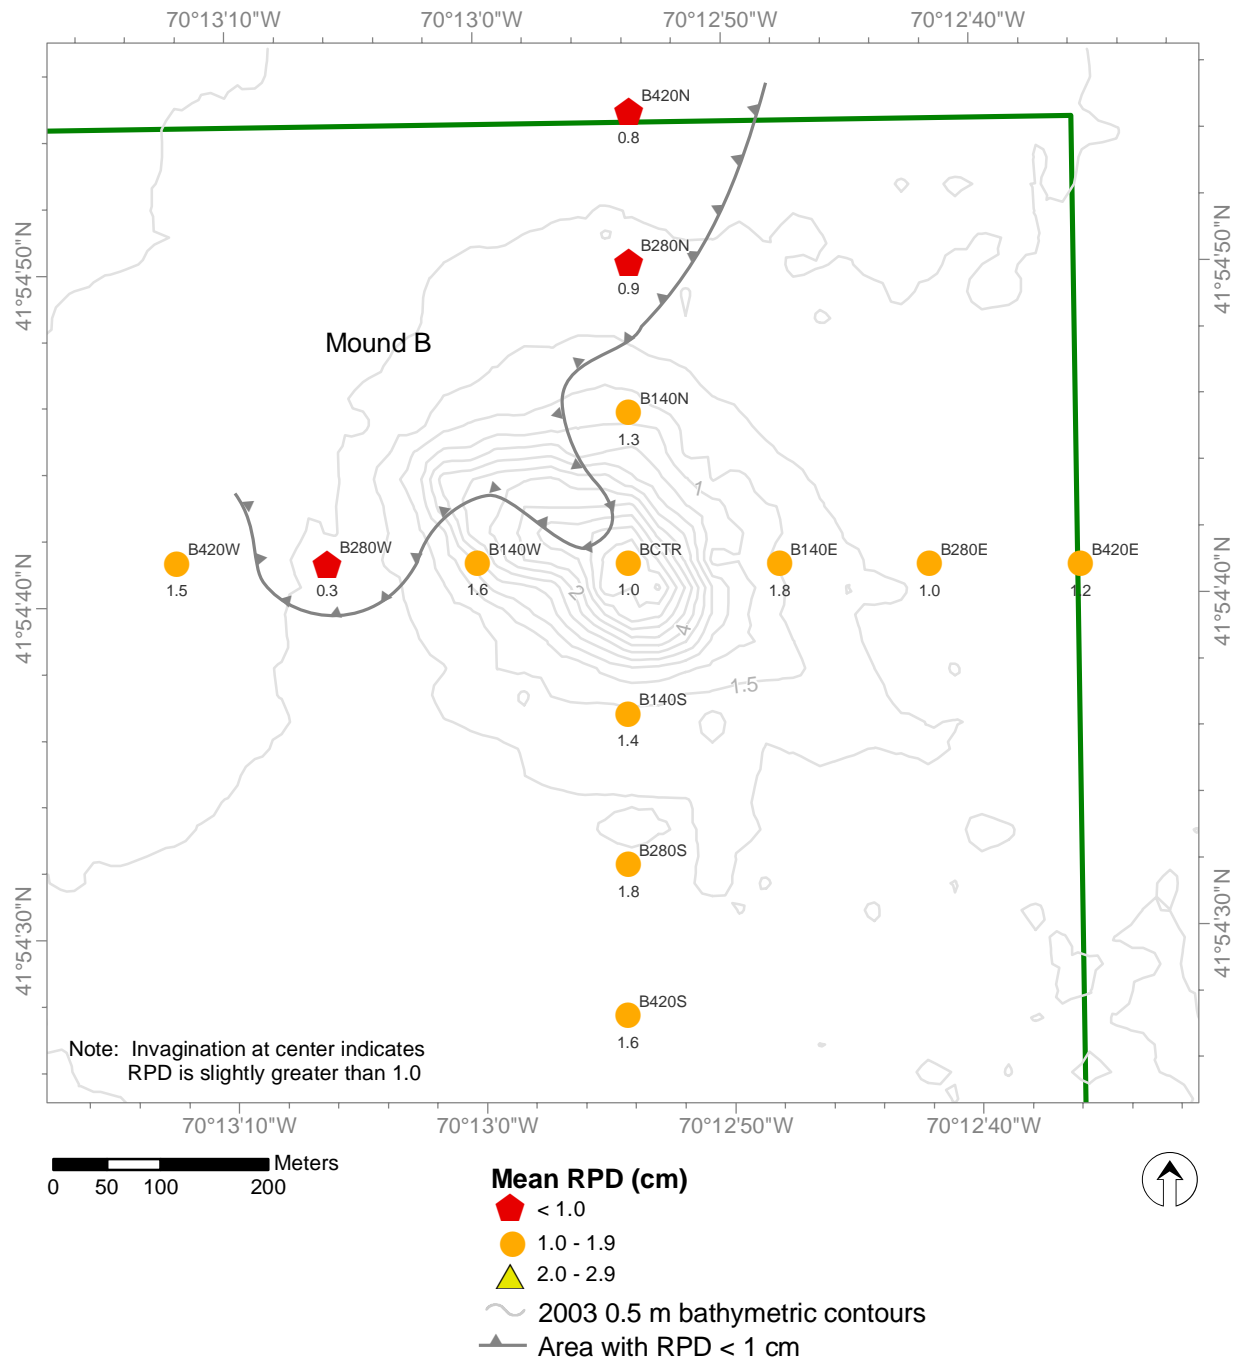 70°13'10"W 70°13'0"W 70°12'50"W 70°12'40"W
B420N
0.8
41°54'50"N
41°54'50"N
B280N
0.9
Mound B
B140N
1.3
1
B420W
1.5
B280W
0.3
B140W
1.6
BCTR
1.0
B140E
1.8
B280E
1.0
B420E
1.2
41°54'40"N
41°54'40"N
2
4
1.5
B140S
1.4
B280S
1.8
41°54'30"N
41°54'30"N
B420S
1.6
Note: Invagination at center indicates
RPD is slightly greater than 1.0
70°13'10"W 70°13'0"W 70°12'50"W 70°12'40"W
Meters
0 50 100 200
Mean RPD (cm)
< 1.0
1.0 - 1.9
2.0 - 2.9
2003 0.5 m bathymetric contours
Area with RPD < 1 cm